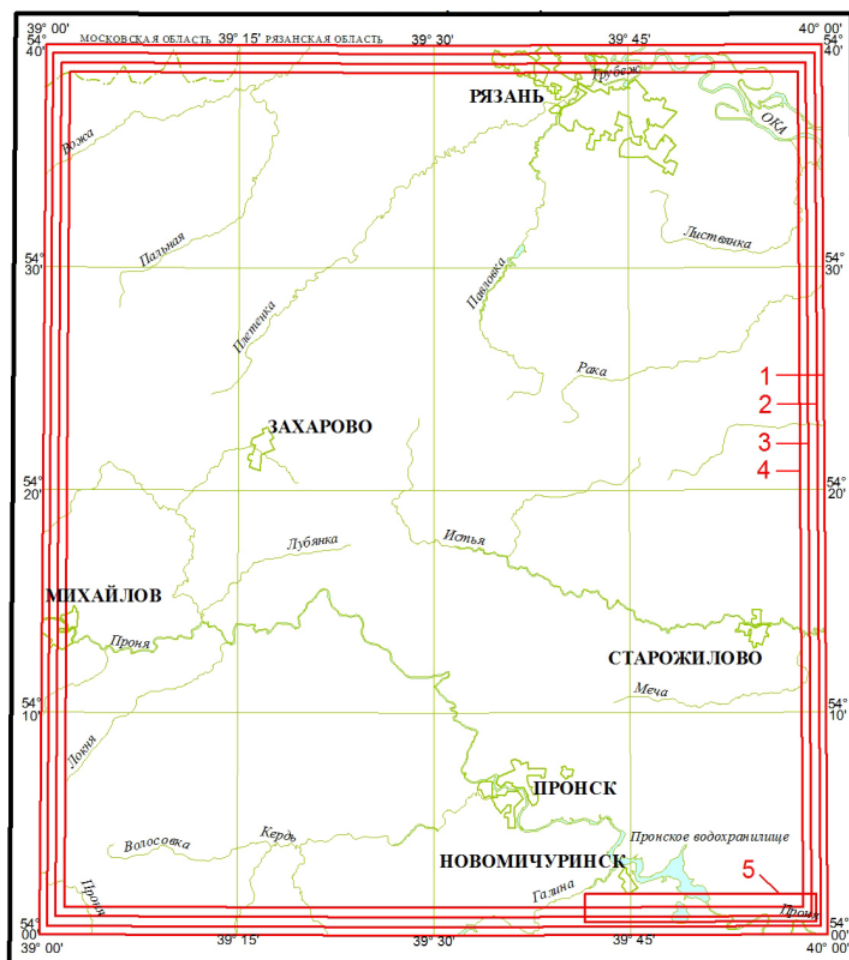 39° 00'
39° 15'
39° 30'
39° 45'
40° 00'
54°
40'
МОСКОВСКАЯ ОБЛАСТЬ
РЯЗАНСКАЯ ОБЛАСТЬ
54°
40'
Трубеж
РЯЗАНЬ
ОКА
Вожа
Листвянка
Пальная
54°
30'
54°
30'
Павловка
Плетенка
Рака
1
2
ЗАХАРОВО
3
4
54°
20'
54°
20'
Истья
Лубянка
МИХАЙЛОВ
Проня
СТАРОЖИЛОВО
Меча
54°
10'
54°
10'
Локня
ПРОНСК
Кердь
Волосовка
Пронское водохранилище
НОВОМИЧУРИНСК
5
Галина
Проня
Проня
54°
00'
54°
00'
39° 00'
39° 15'
39° 30'
39° 45'
40° 00'